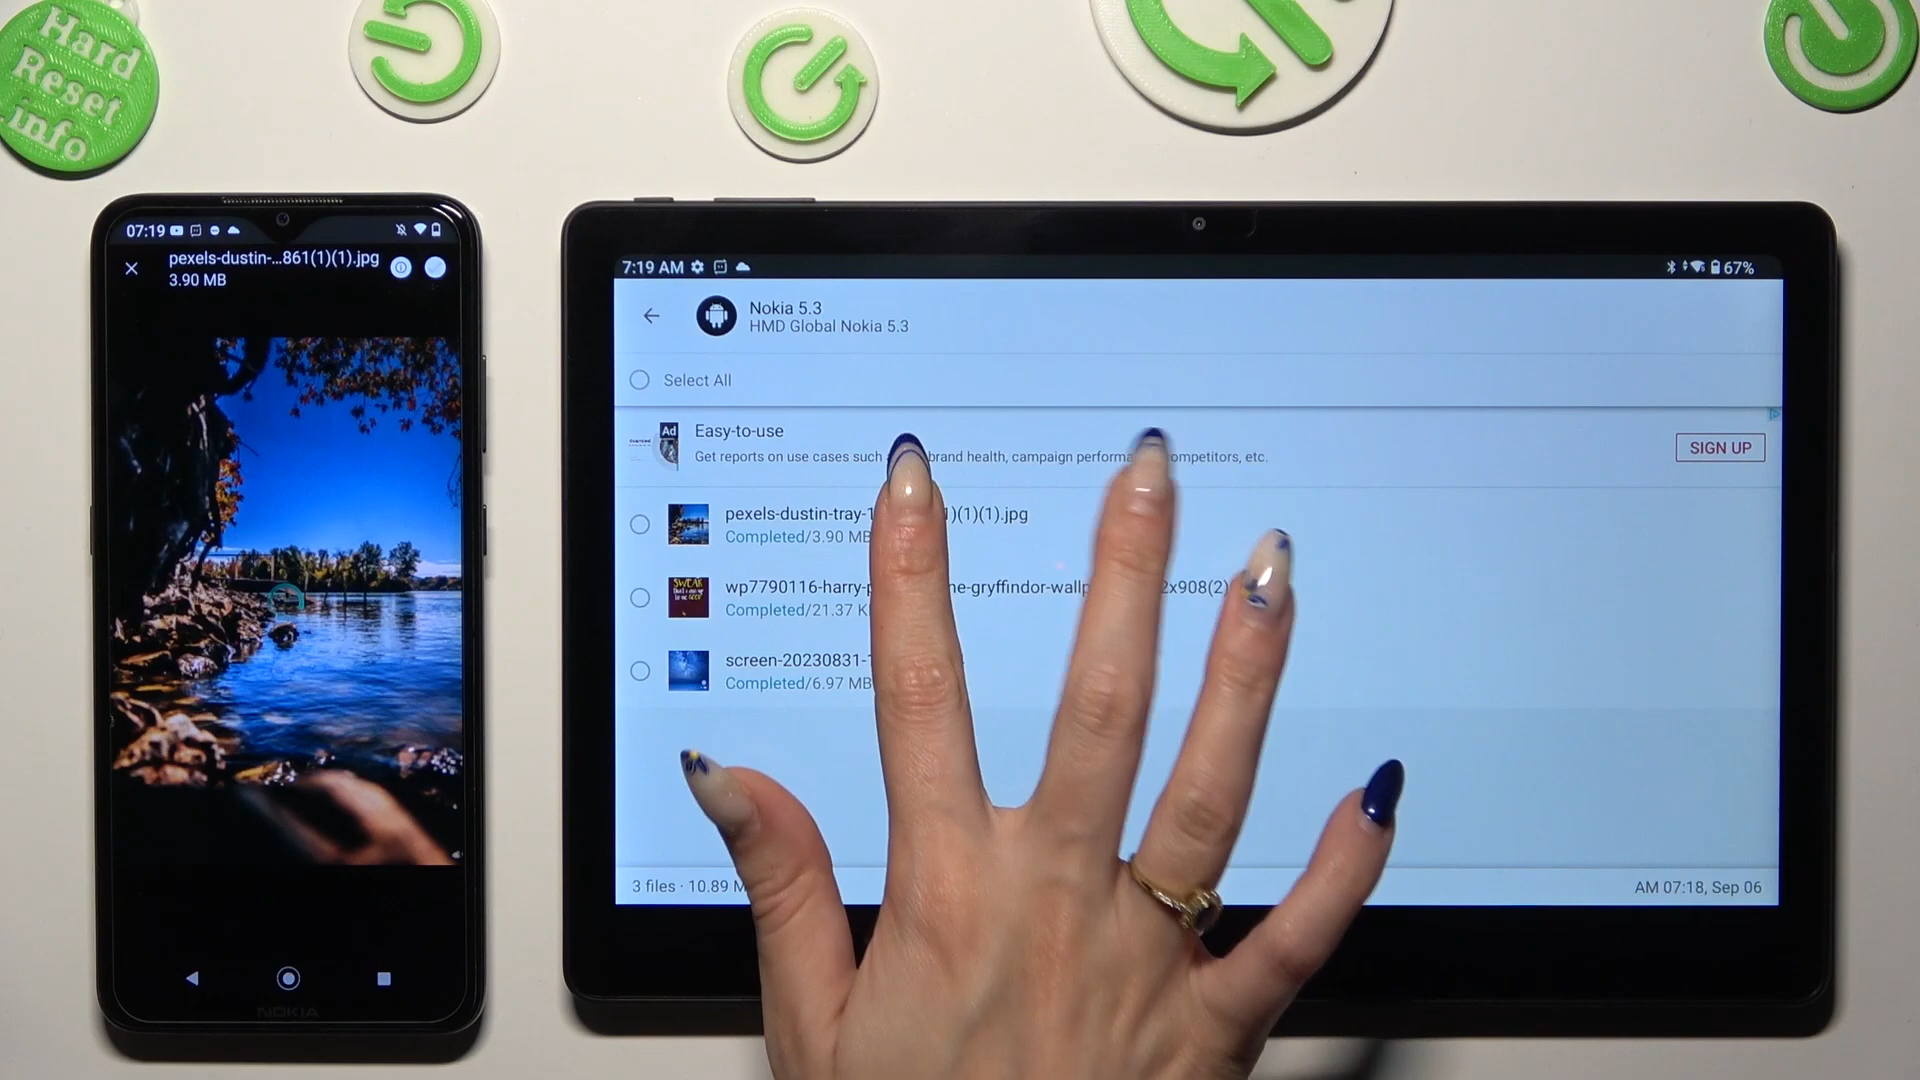 Hard
Reset
info
07:19
pexels-dustin-...861(1)(1).jpg
3.90 MB
NOKIA
7:19 AM
67%
Nokia 5.3
HMD Global Nokia 5.3
Select All
Ad
Easy-to-use
Get reports on use cases such brand health, campaign performa ompetitors, etc.
SIGN UP
pexels-dustin-tray-1 )(1)(1).jpg
Completed/3.90 MB
wp7790116-harry-p ne-gryffindor-wallp 2x908(2)
Completed/21.37 K
SWEAR
screen-20230831-1
Completed/6.97 MB
3 files · 10.89 M
AM 07:18, Sep 06